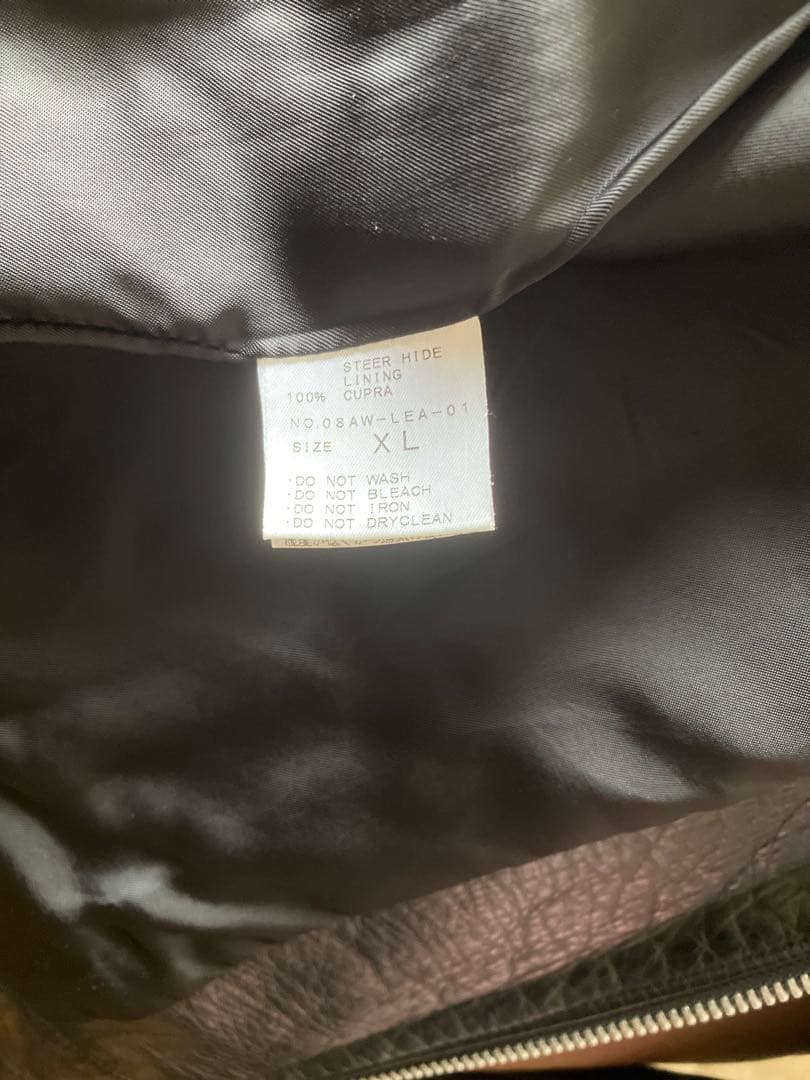 STEER HIDE
LINING
100% CUPRA
NO.08AW-LEA-01
SIZE XL
·DO NOT WASH
·DO NOT BLEACH
·DO NOT IRON
·DO NOT DRYCLEAN